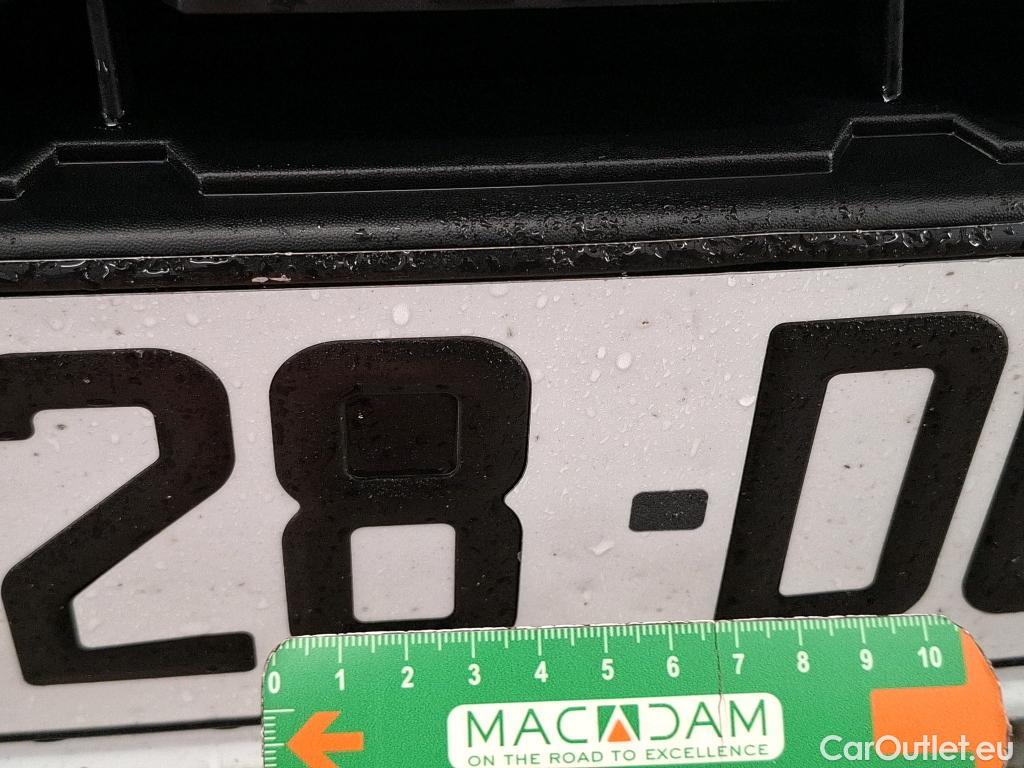 28-D
0 1 2 3 4 5 6 7 8 9 10
MACADAM
ON THE ROAD TO EXCELLENCE
CarOutlet.eu